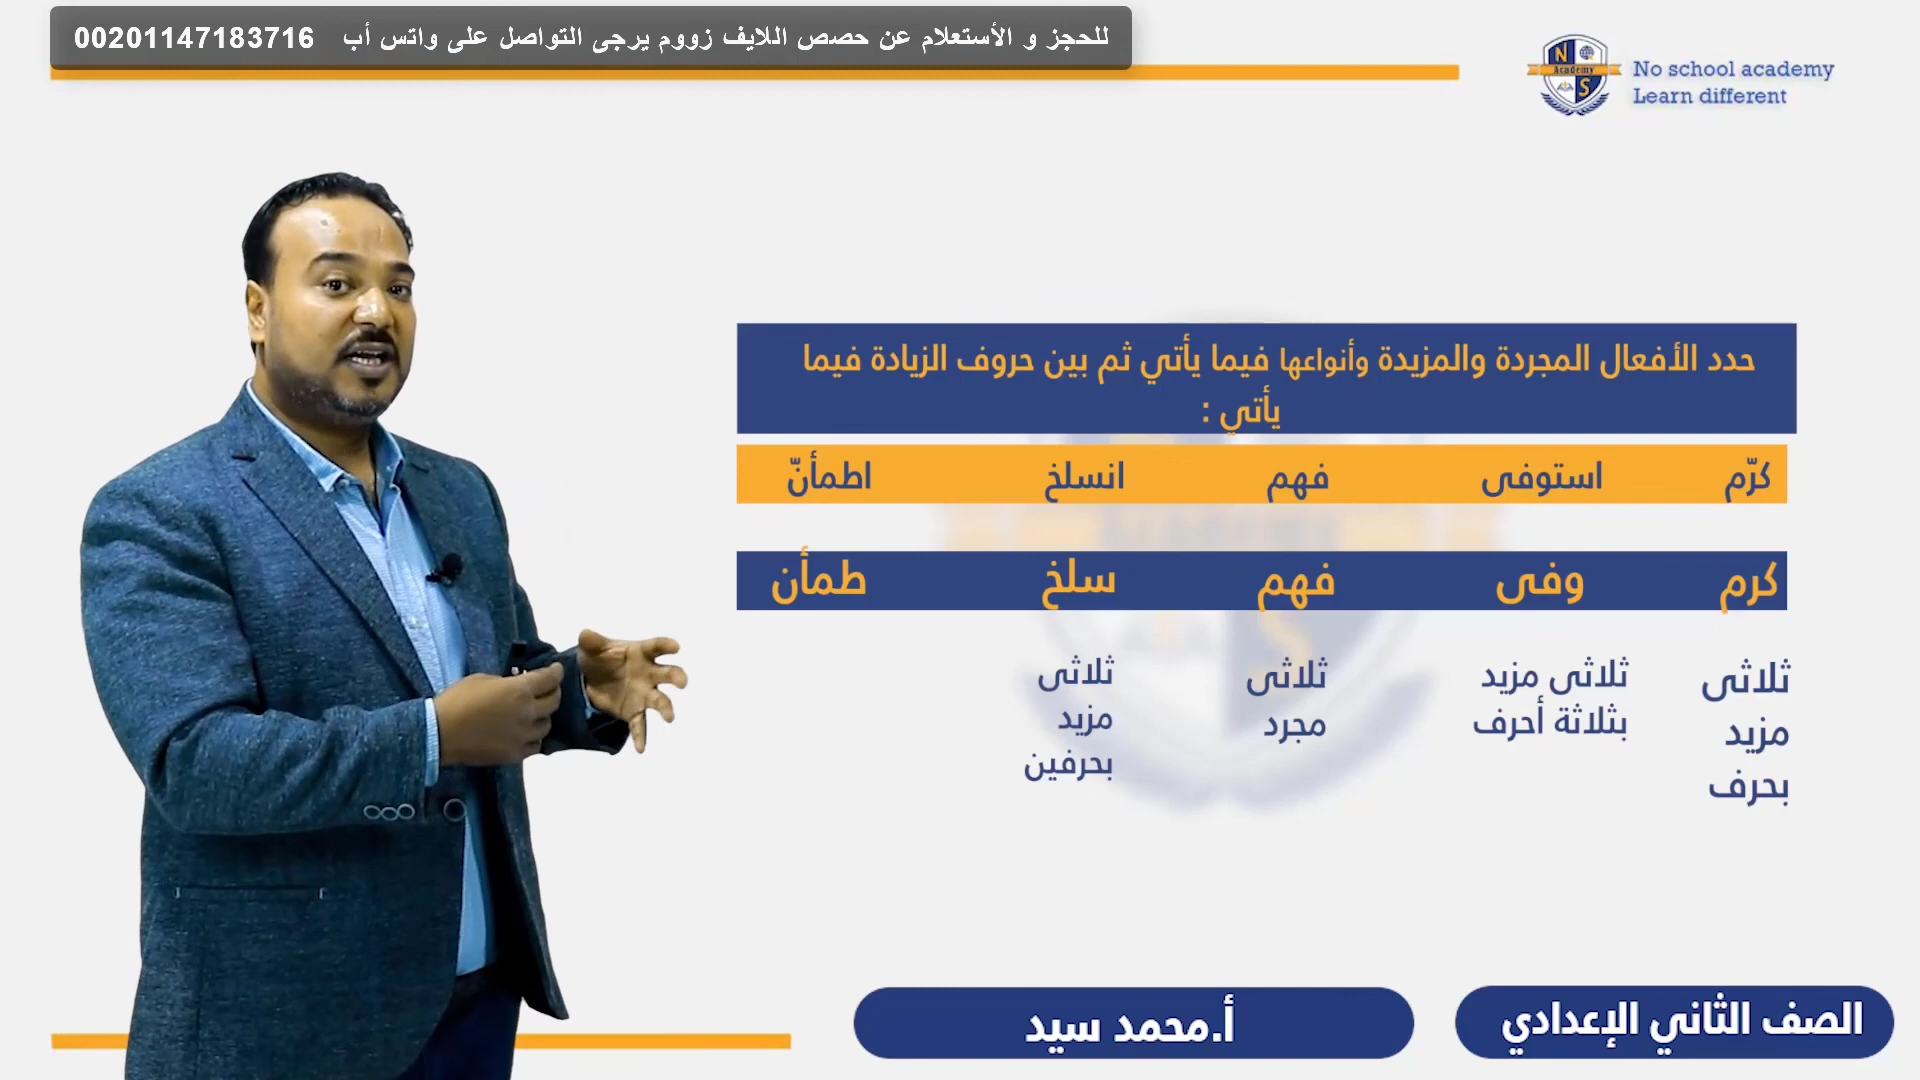 للحجز و الأستعلام عن حصص اللايف زووم يرجى التواصل على واتس أب 00201147183716
N
Academy
S
No school academy
Learn different
حدد الأفعال المجردة والمزيدة وأنواعها فيما يأتي ثم بين حروف الزيادة فيما
يأتي :
كرّم استوفى فهم انسلخ اطمأنّ
كرم وفى فهم سلخ طمأن
ثلاثى
مزيد
بحرف
ثلاثى مزيد
بثلاثة أحرف
ثلاثى
مجرد
ثلاثى
مزيد
بحرفين
الصف الثاني الإعدادي
أ.محمد سيد